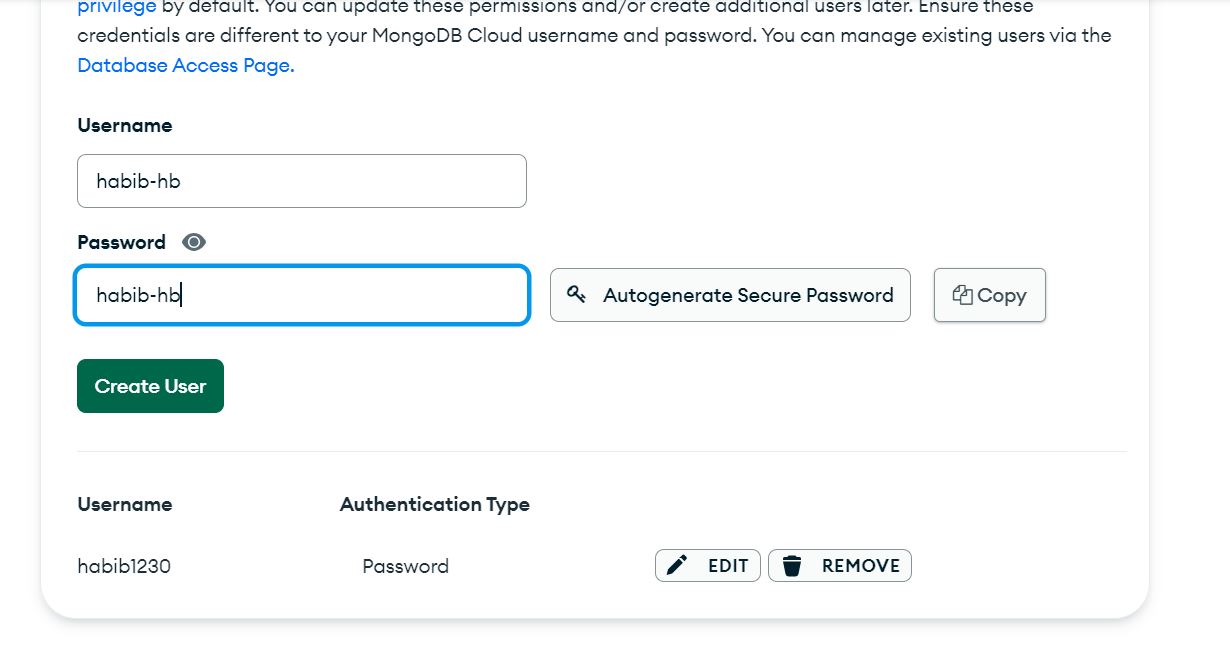 privilege by default. You can update these permissions and/or create additional users later. Ensure these
credentials are different to your MongoDB Cloud username and password. You can manage existing users via the
Database Access Page.
Username
habib-hb
Password
habib-hb
Autogenerate Secure Password
Copy
Create User
Username Authentication Type
habib1230 Password EDIT REMOVE